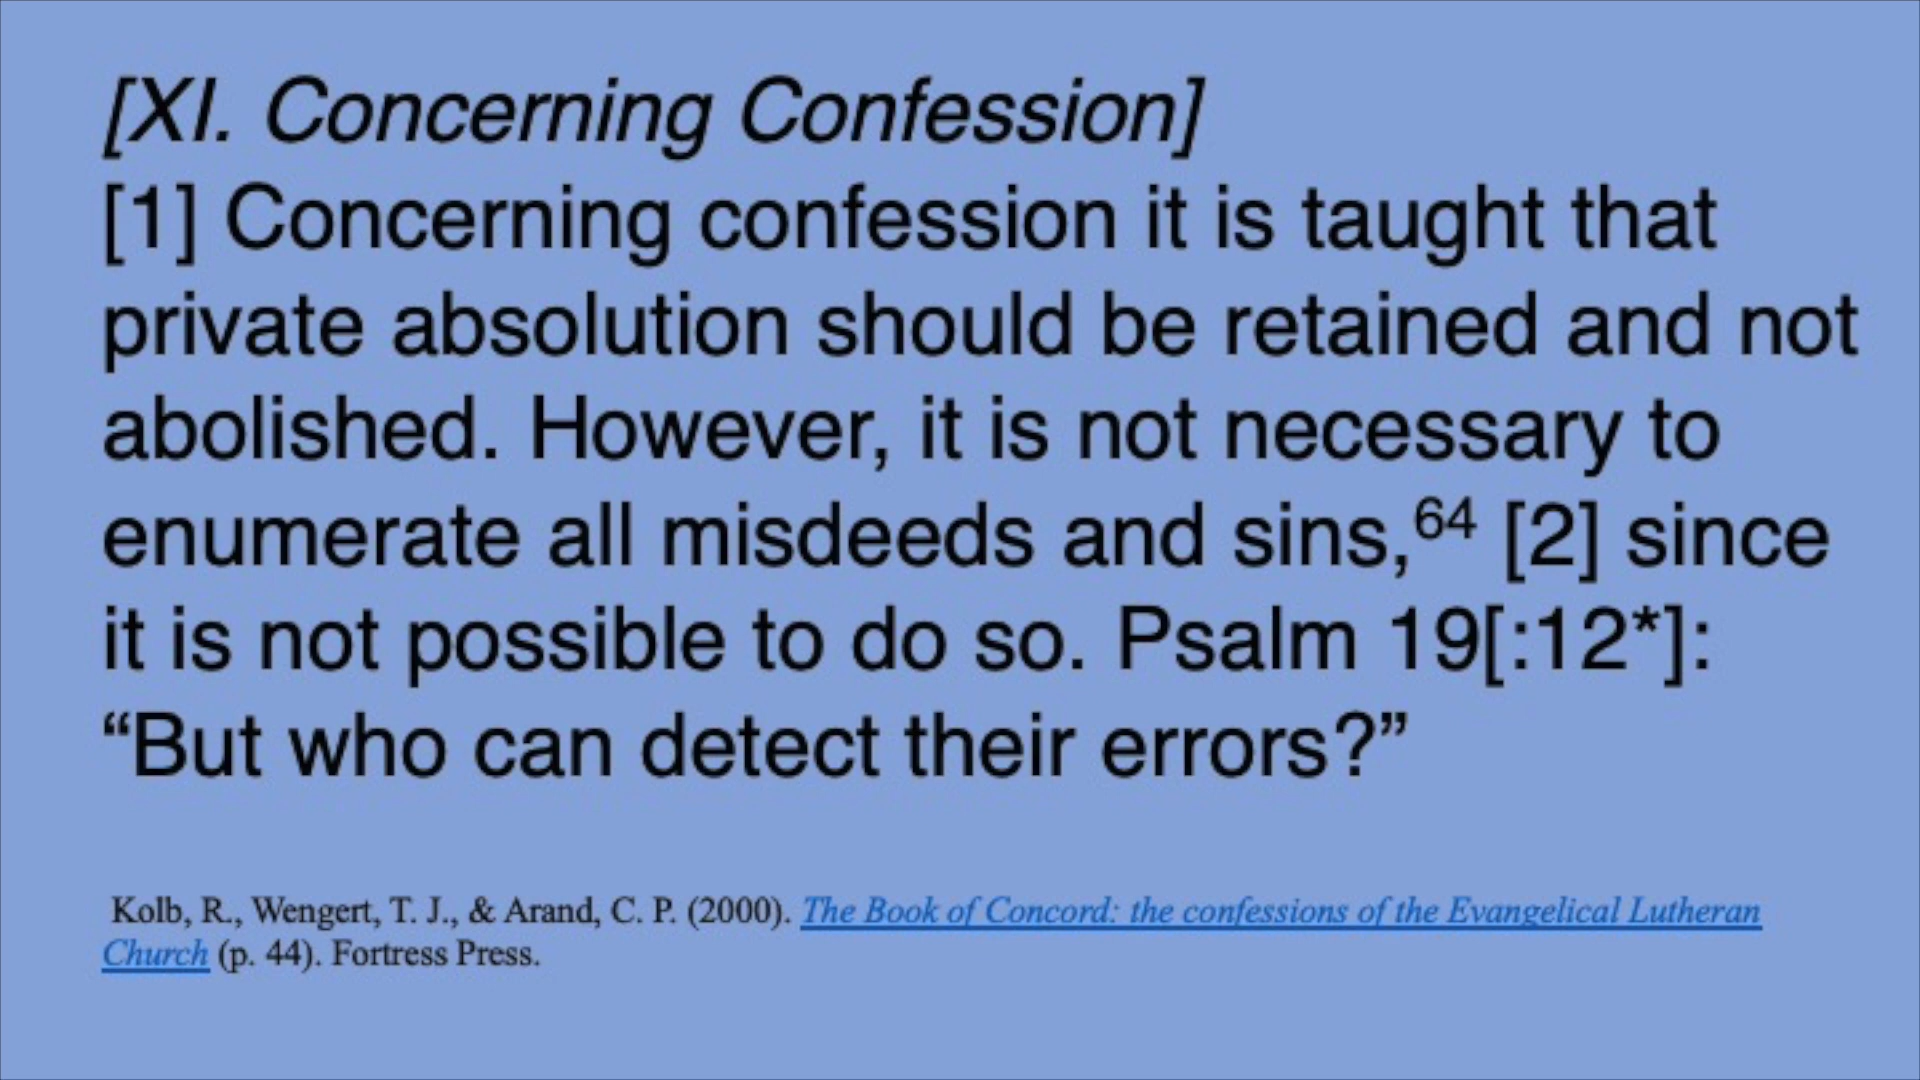 [XI. Concerning Confession]
[1] Concerning confession it is taught that
private absolution should be retained and not
abolished. However, it is not necessary to
enumerate all misdeeds and sins,⁶⁴ [2] since
it is not possible to do so. Psalm 19[:12*]:
“But who can detect their errors?”
Kolb, R., Wengert, T. J., & Arand, C. P. (2000). The Book of Concord: the confessions of the Evangelical Lutheran
Church (p. 44). Fortress Press.